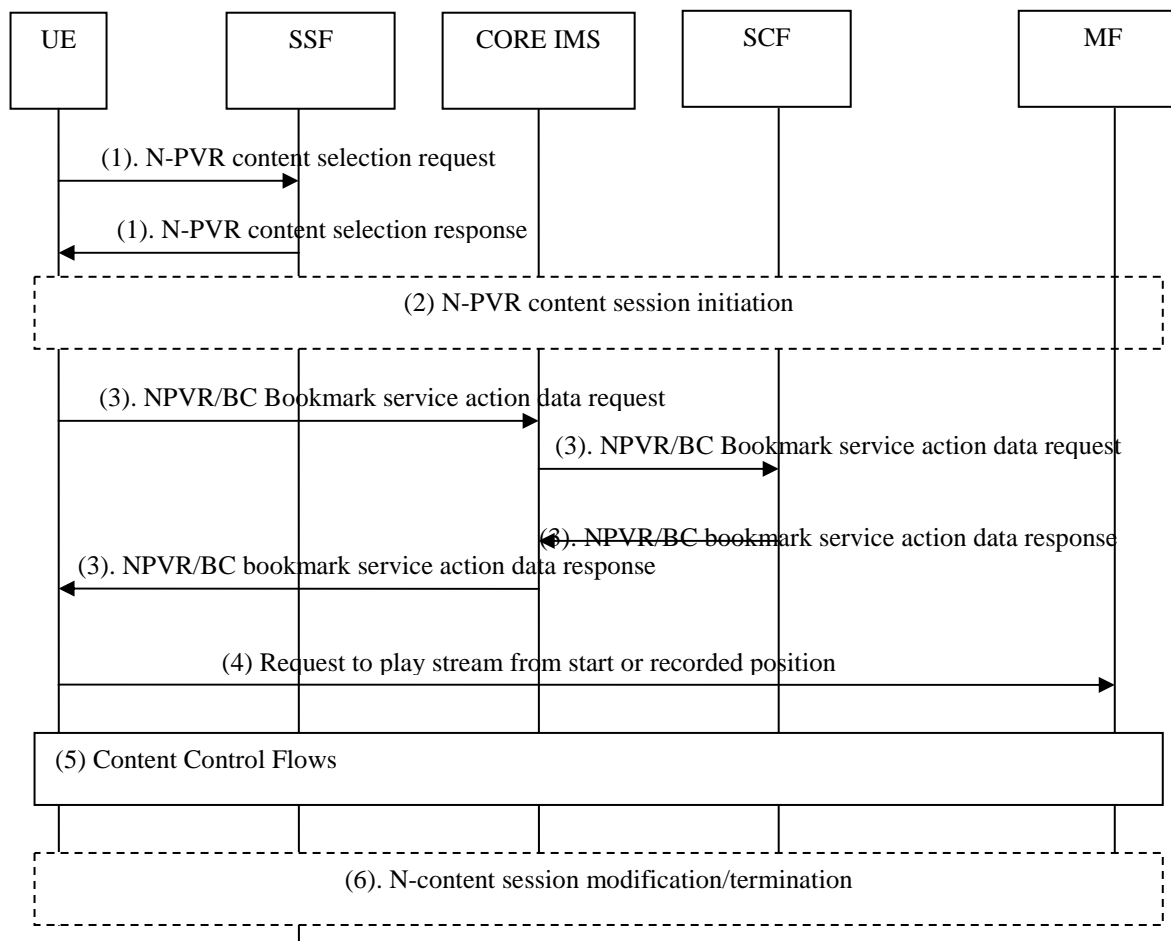 UE
SSF
CORE IMS
SCF
MF
(1). N-PVR content selection request
(1). N-PVR content selection response
(2) N-PVR content session initiation
(3). NPVR/BC Bookmark service action data request
(3). NPVR/BC Bookmark service action data request
(3). NPVR/BC bookmark service action data response
(3). NPVR/BC bookmark service action data response
(4) Request to play stream from start or recorded position
(5) Content Control Flows
(6). N-content session modification/termination